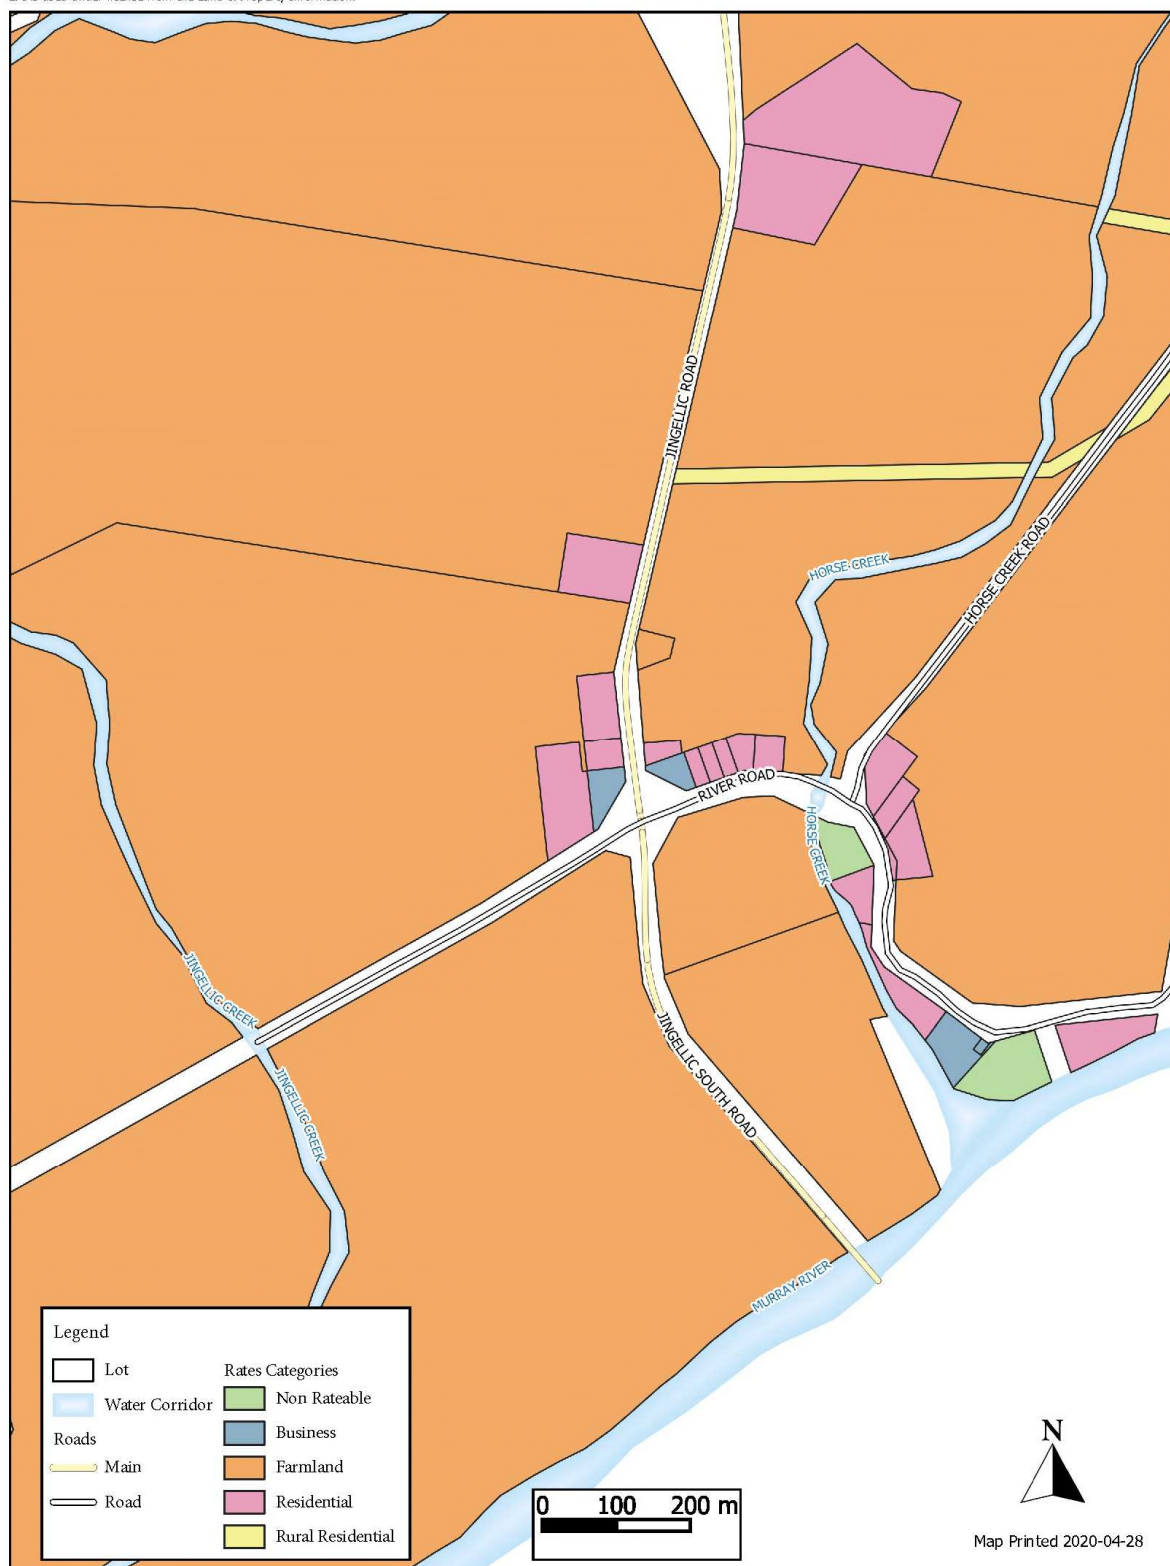 JINGELLIC ROAD
HORSE CREEK
HORSE CREEK ROAD
RIVER ROAD
HORSE CREEK
JINGELLIC CREEK
JINGELLIC CREEK
JINGELLIC SOUTH ROAD
MURRAY RIVER
Legend
Lot
Water Corridor
Roads
Main
Road
Rates Categories
Non Rateable
Business
Farmland
Residential
Rural Residential
0 100 200 m
N
Map Printed 2020-04-28